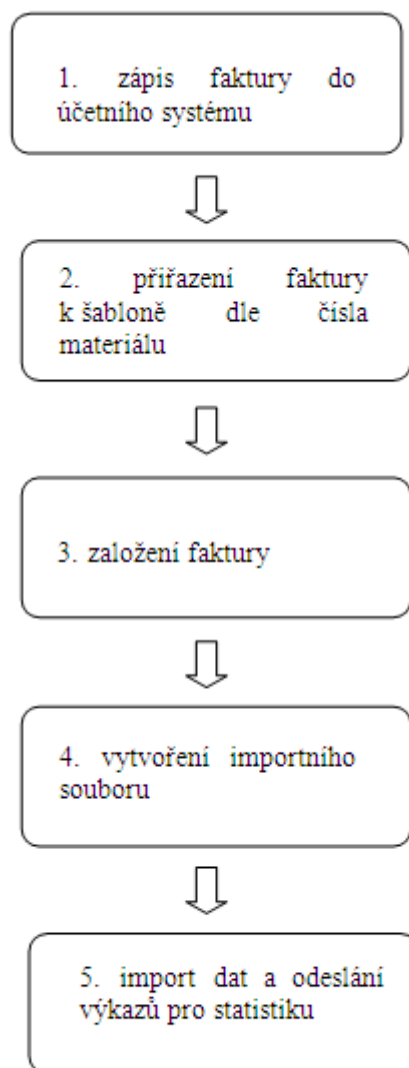 1. zápis faktury do
účetního systému
2. přiřazení faktury
k šabloně dle čísla
materiálu
3. založení faktury
4. vytvoření importního
souboru
5. import dat a odeslání
výkazů pro statistiku